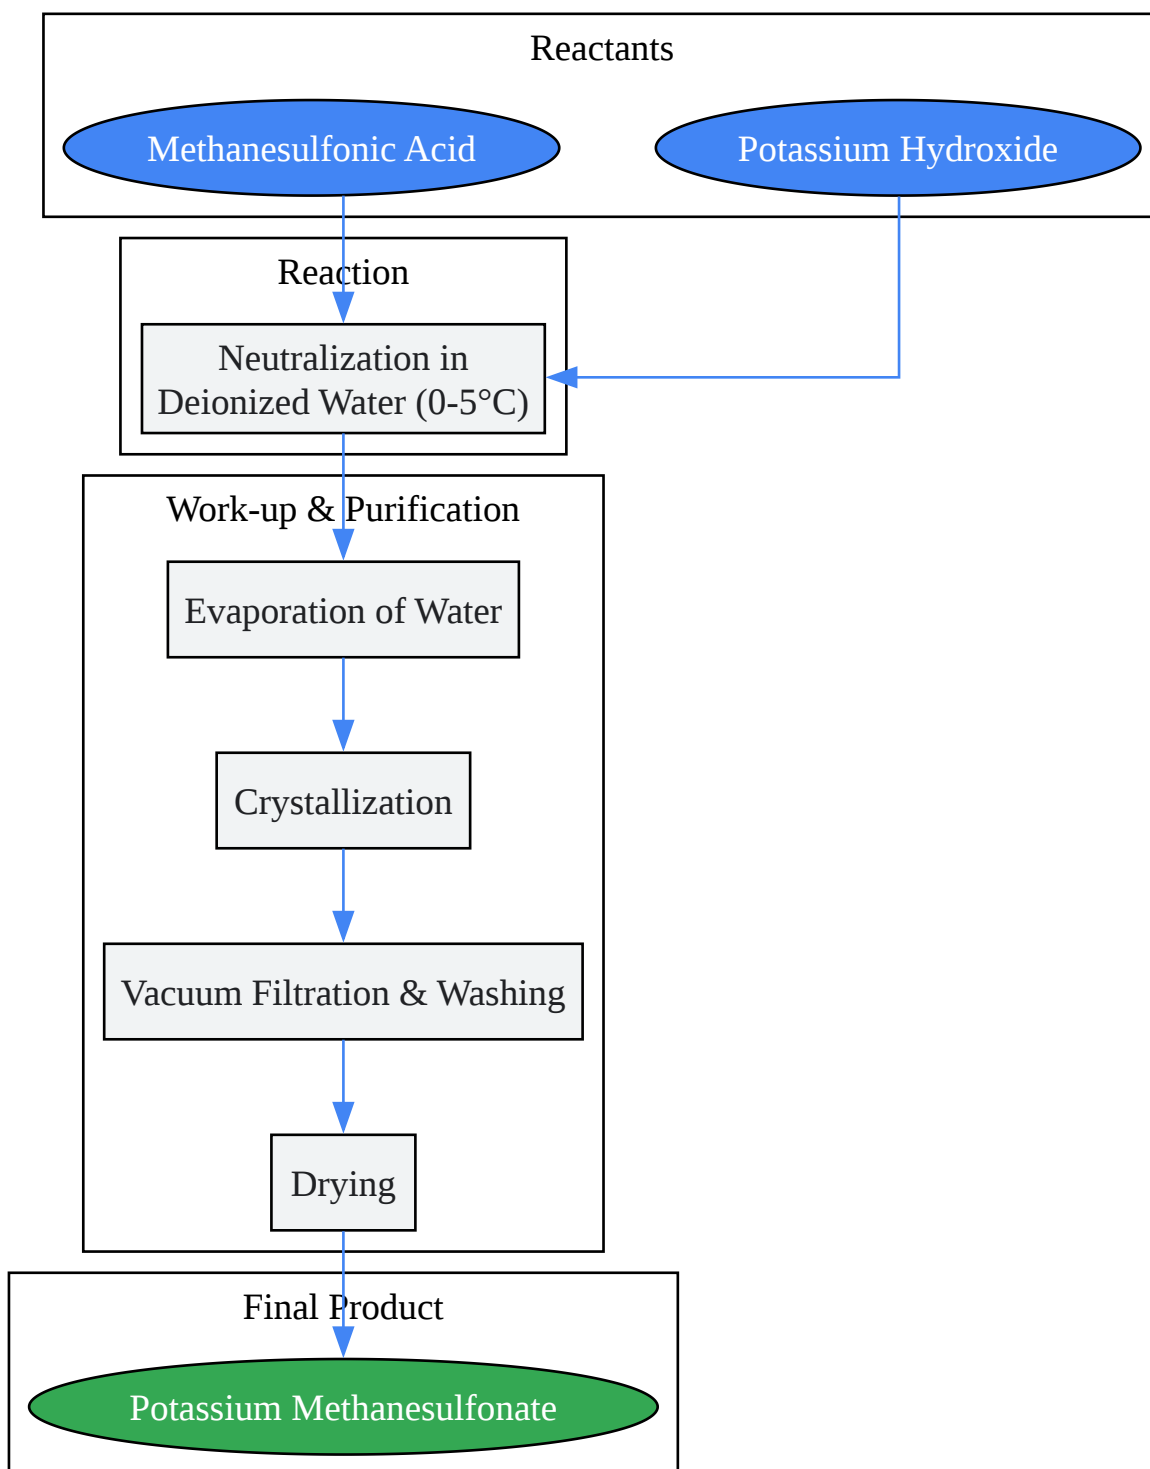 Reactants
Methanesulfonic Acid
Potassium Hydroxide
Reaction
Neutralization in
Deionized Water (0-5°C)
Work-up & Purification
Evaporation of Water
Crystallization
Vacuum Filtration & Washing
Drying
Final Product
Potassium Methanesulfonate